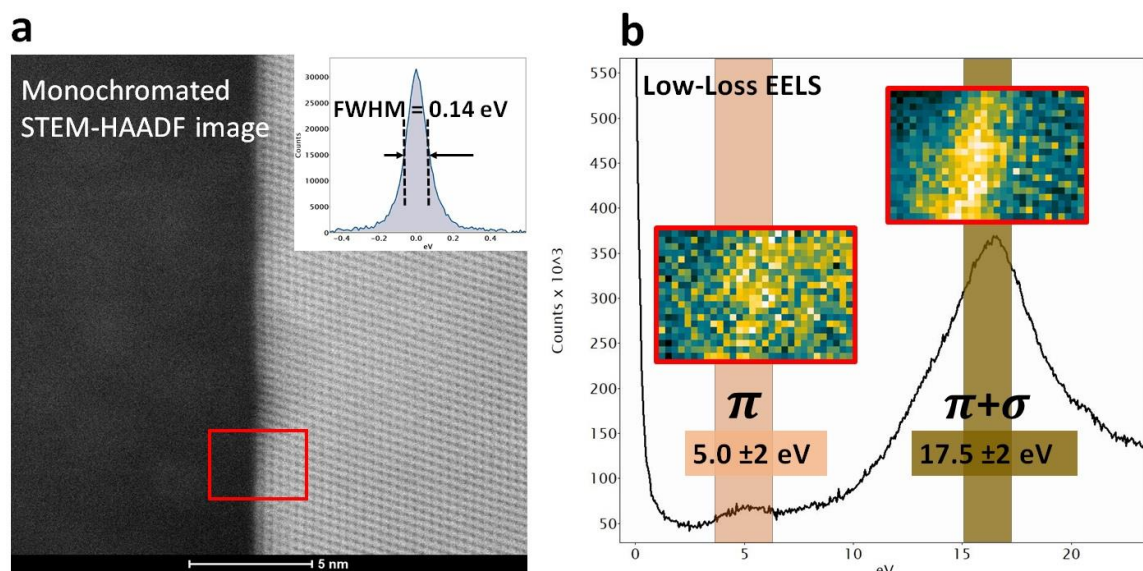 a
Monochromated
STEM-HAADF image
30000
25000
20000
15000
10000
5000
0
Counts
FWHM = 0.14 eV
−0.4
−0.2
0.0
0.2
0.4
eV
5 nm
b
Low-Loss EELS
550
500
450
400
350
300
250
200
150
100
50
Counts x 10^3
π
5.0 ±2 eV
π+σ
17.5 ±2 eV
0
5
10
15
20
eV